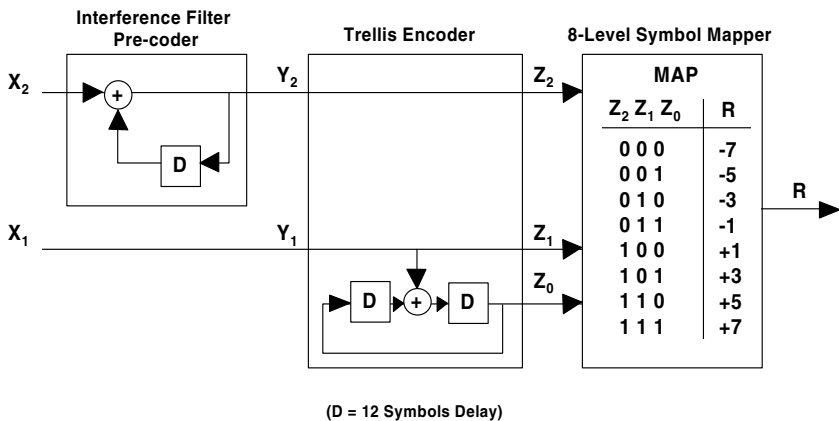 Interference Filter
Pre-coder
Trellis Encoder
8-Level Symbol Mapper
X2
+
D
Y2
Z2
MAP
Z2 Z1 Z0 R
0 0 0 -7
0 0 1 -5
0 1 0 -3
0 1 1 -1
1 0 0 +1
1 0 1 +3
1 1 0 +5
1 1 1 +7
R
X1
Y1
Z1
Z0
D
+
D
(D = 12 Symbols Delay)